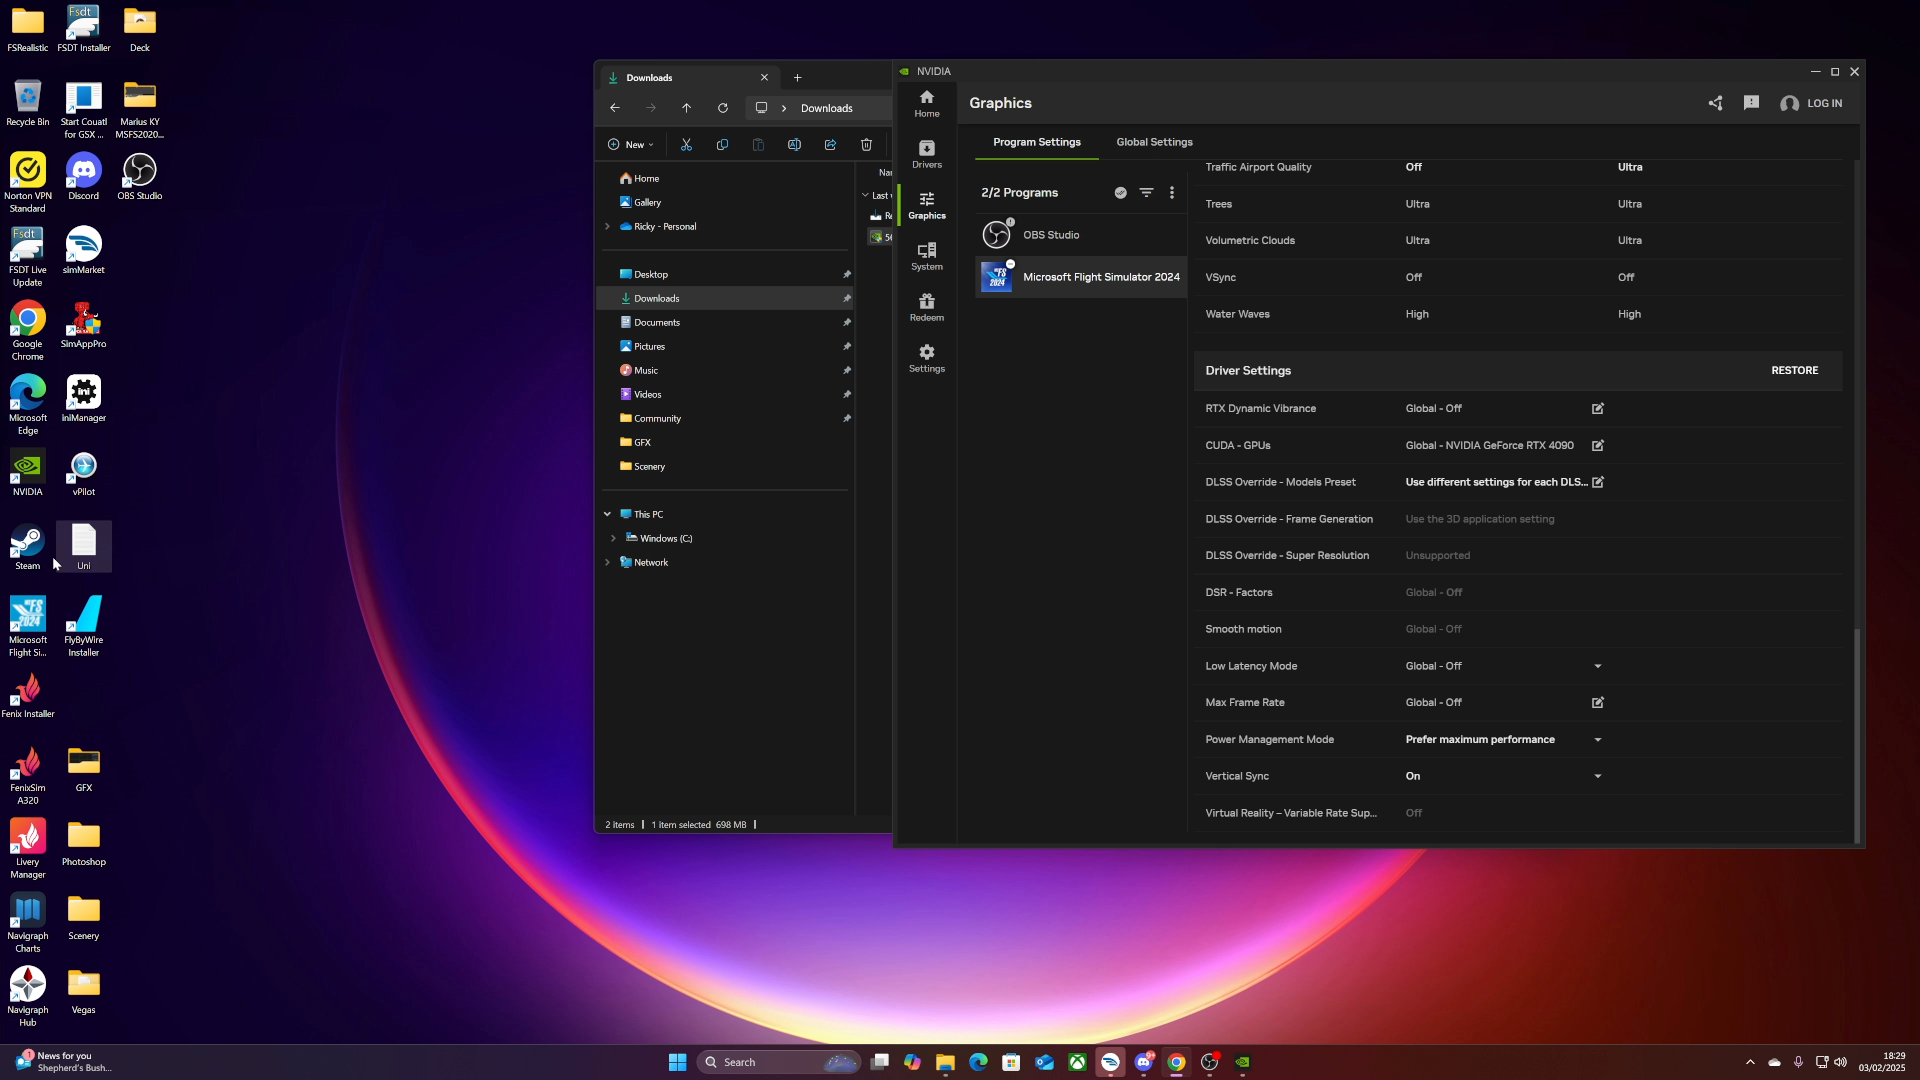 FSRealistic
Fsdt
FSDT Installer
Deck
Recycle Bin
Start Couatl
for GSX ...
Marius KY
MSFS2020...
Norton VPN
Standard
Discord
OBS Studio
Fsdt
FSDT Live
Update
simMarket
Google
Chrome
SimAppPro
Microsoft
Edge
ini
iniManager
NVIDIA
vPilot
Steam
Uni
FS
2024
Microsoft
Flight Si...
FlyByWire
Installer
Fenix Installer
FenixSim
A320
GFX
Livery
Manager
Photoshop
Navigraph
Charts
Scenery
Navigraph
Hub
Vegas
Downloads
Downloads
New
Home
Gallery
Ricky - Personal
Desktop
Downloads
Documents
Pictures
Music
Videos
Community
GFX
Scenery
This PC
Windows (C:)
Network
2 items
1 item selected 698 MB
NVIDIA
Home
Drivers
Graphics
System
Redeem
Settings
Graphics
LOG IN
Program Settings
Global Settings
2/2 Programs
OBS Studio
FS
2024
Microsoft Flight Simulator 2024
Traffic Airport Quality Off Ultra
Trees Ultra Ultra
Volumetric Clouds Ultra Ultra
VSync Off Off
Water Waves High High
Driver Settings RESTORE
RTX Dynamic Vibrance Global - Off
CUDA - GPUs Global - NVIDIA GeForce RTX 4090
DLSS Override - Models Preset Use different settings for each DLS...
DLSS Override - Frame Generation Use the 3D application setting
DLSS Override - Super Resolution Unsupported
DSR - Factors Global - Off
Smooth motion Global - Off
Low Latency Mode Global - Off
Max Frame Rate Global - Off
Power Management Mode Prefer maximum performance
Vertical Sync On
Virtual Reality – Variable Rate Sup... Off
1
News for you
Shepherd's Bush...
Search
18:29
03/02/2025